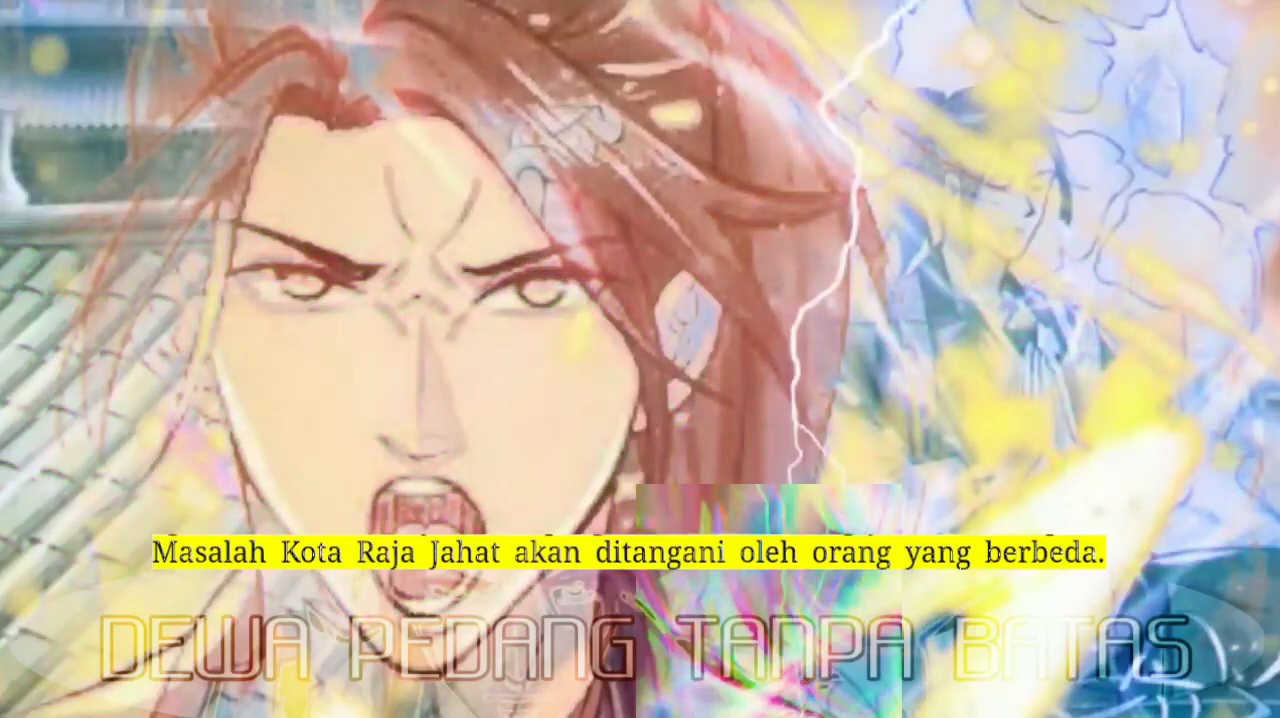 Masalah Kota Raja Jahat akan ditangani oleh orang yang berbeda.
DEWA PEDANG TANPA BATAS